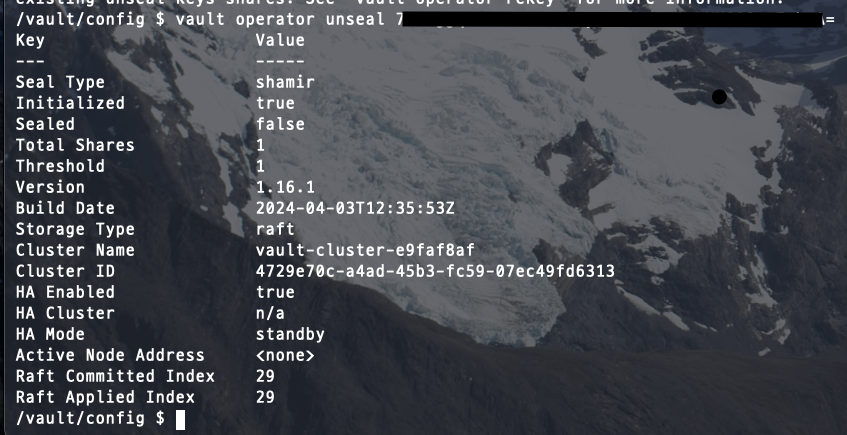 existing unseal keys shares. See "vault operator rekey" for more information.
/vault/config $ vault operator unseal 7 =
Key Value
--- -----
Seal Type shamir
Initialized true
Sealed false
Total Shares 1
Threshold 1
Version 1.16.1
Build Date 2024-04-03T12:35:53Z
Storage Type raft
Cluster Name vault-cluster-e9faf8af
Cluster ID 4729e70c-a4ad-45b3-fc59-07ec49fd6313
HA Enabled true
HA Cluster n/a
HA Mode standby
Active Node Address <none>
Raft Committed Index 29
Raft Applied Index 29
/vault/config $